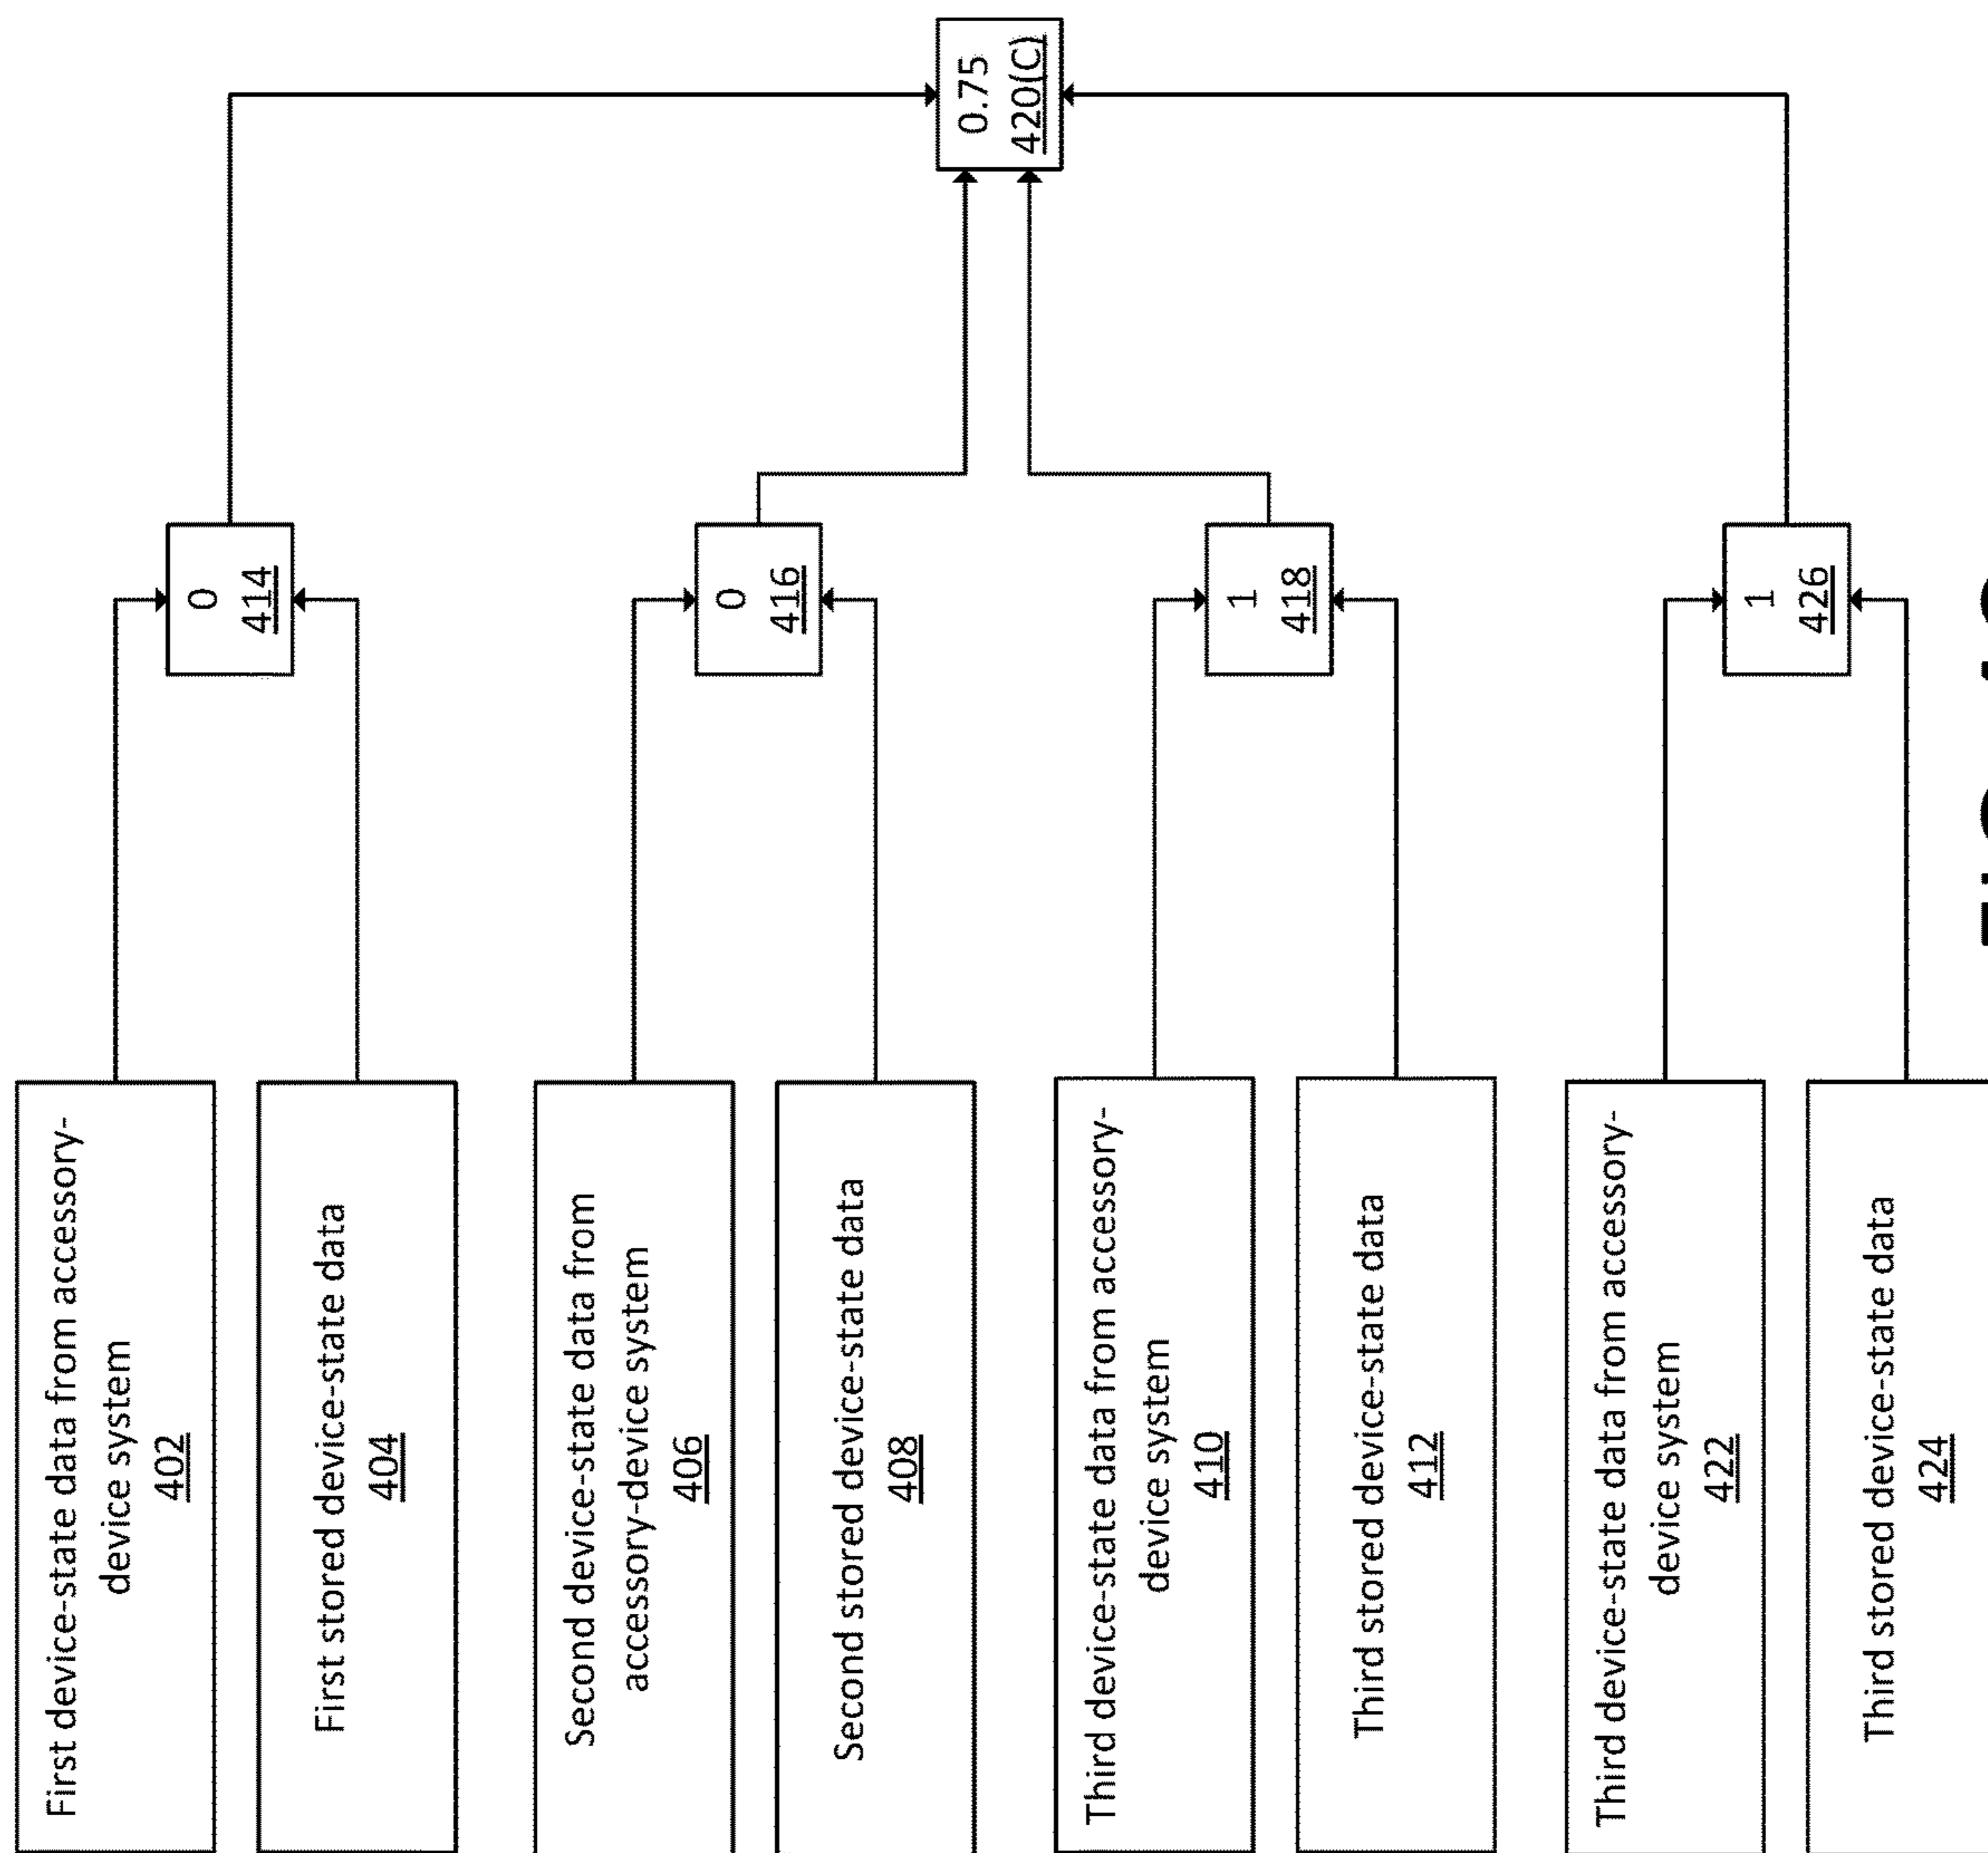 First device-state data from accessory-
device system
402
First stored device-state data
404
0
414
Second device-state data from
accessory-device system
406
Second stored device-state data
408
0
416
Third device-state data from accessory-
device system
410
Third stored device-state data
412
1
418
Third device-state data from accessory-
device system
422
Third stored device-state data
424
1
426
0.75
420(C)